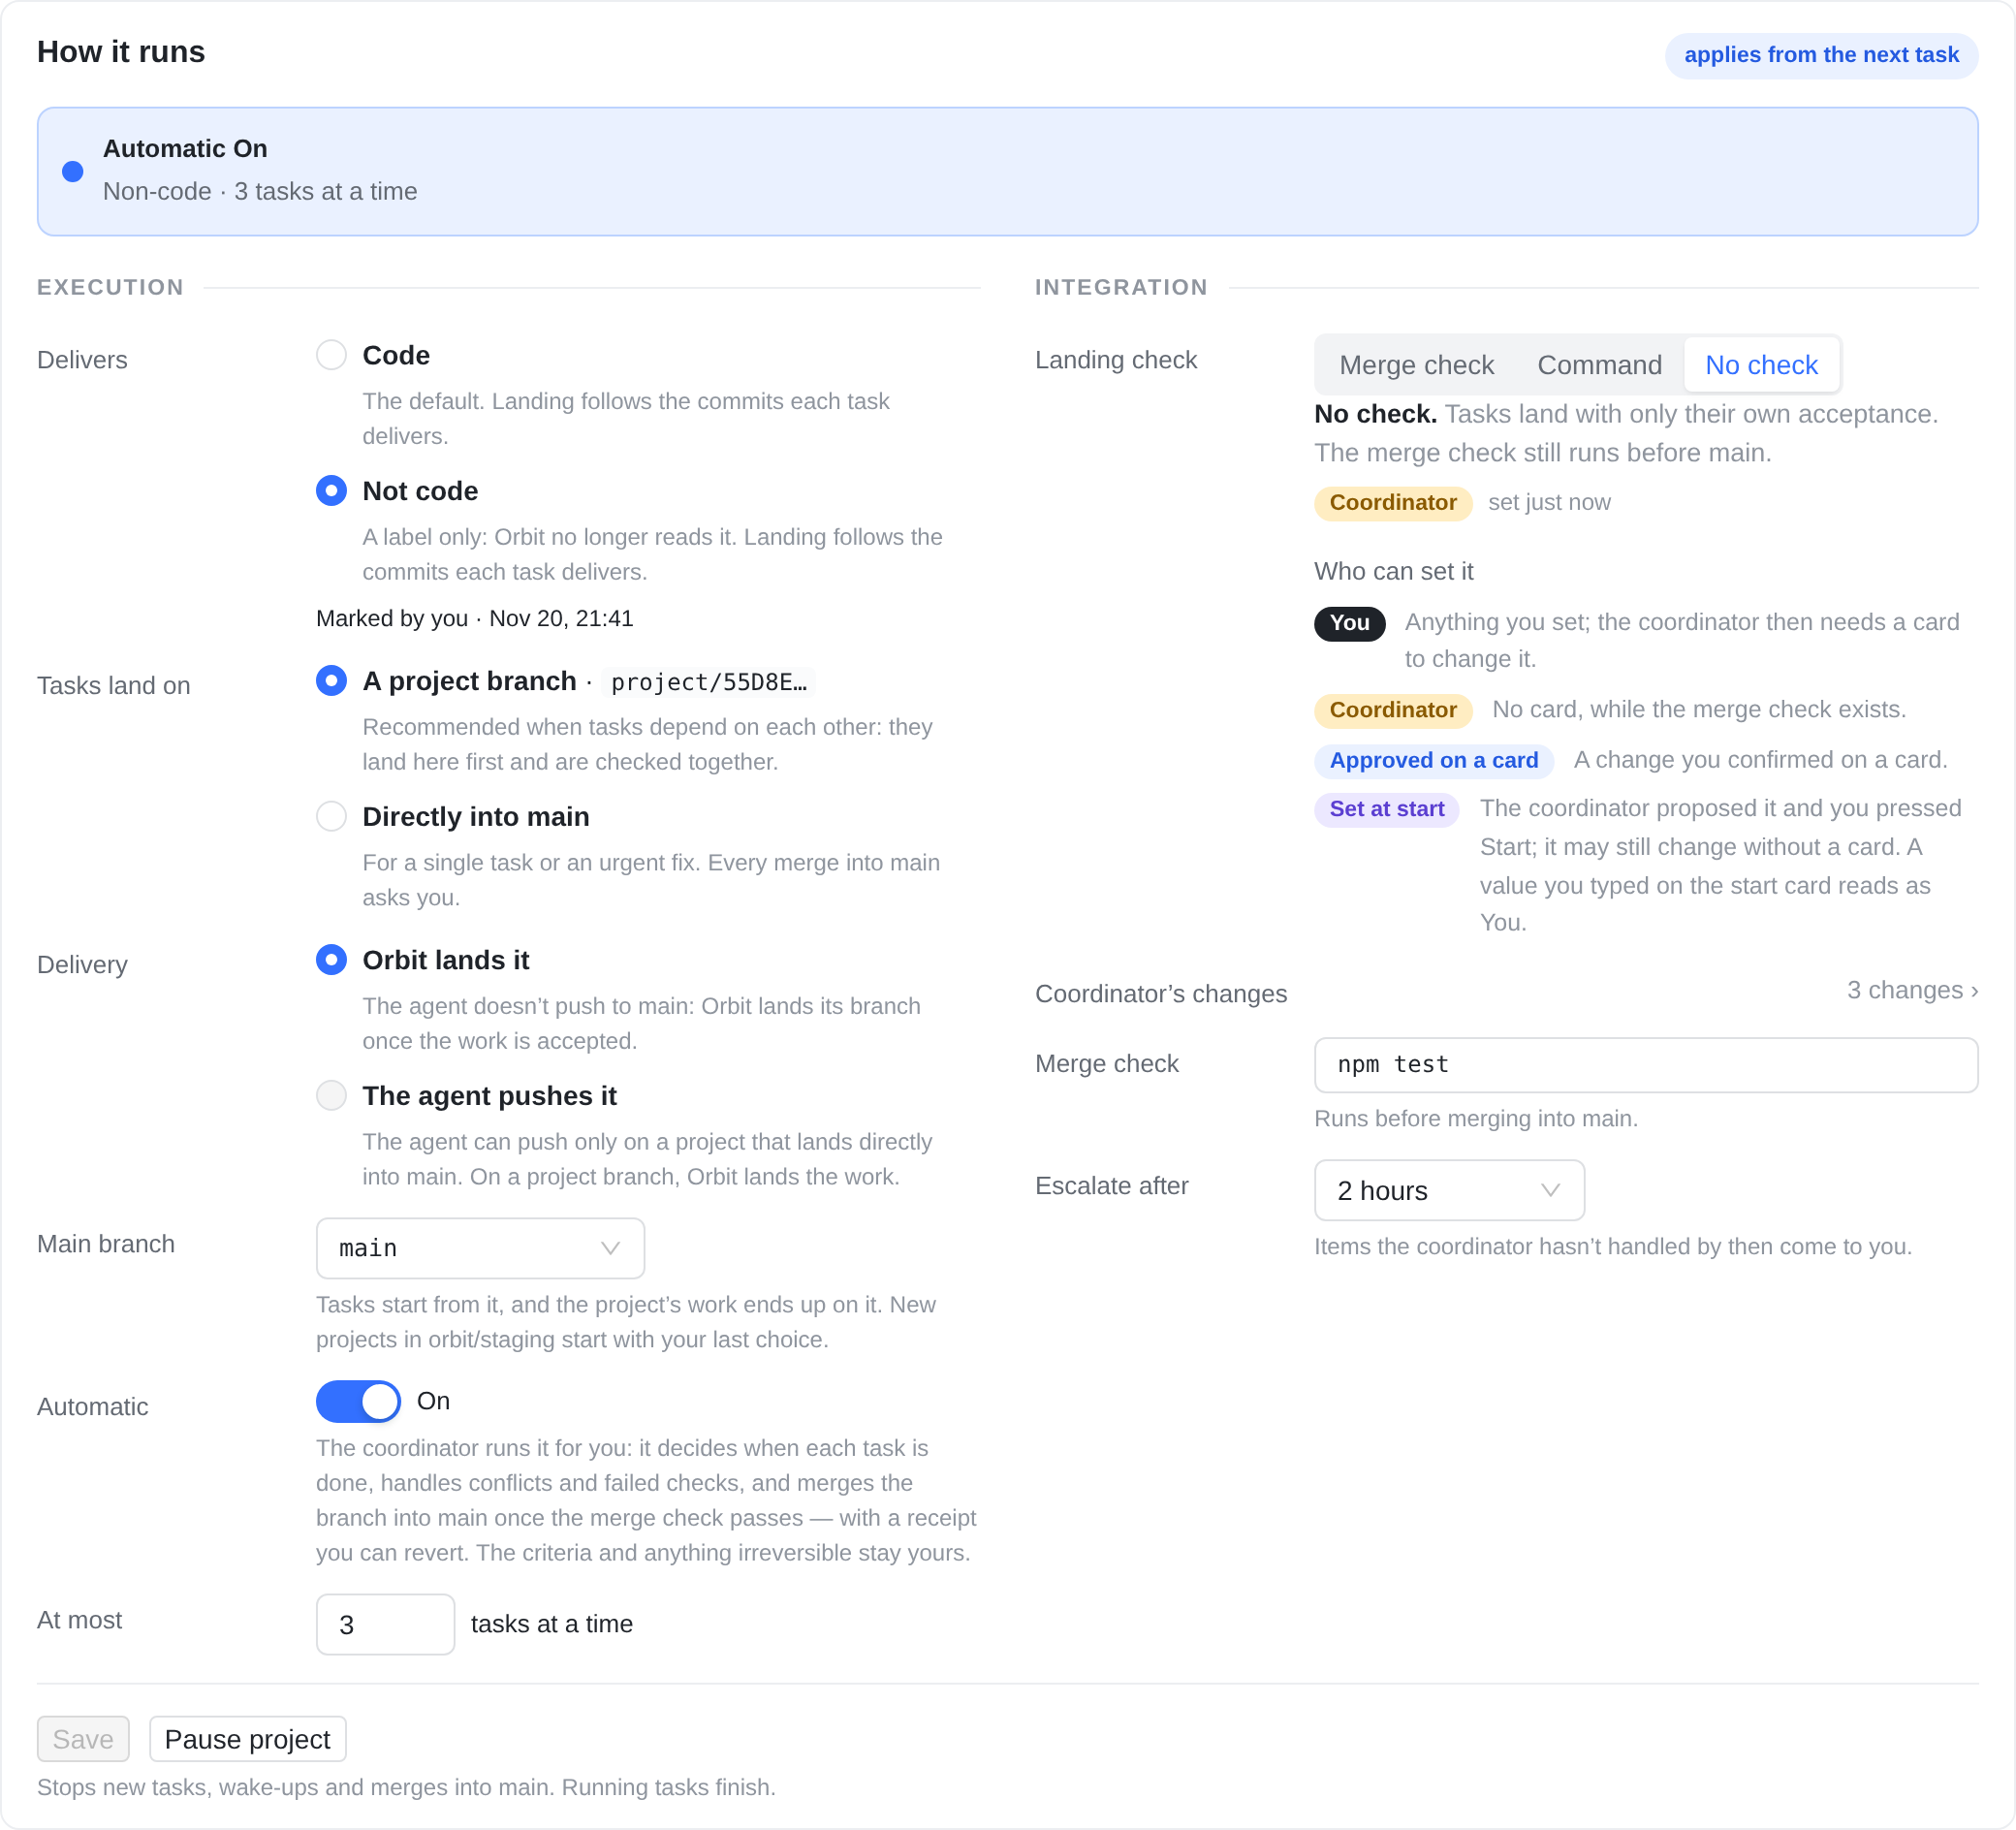 How it runs
applies from the next task
Automatic On
Non-code · 3 tasks at a time
EXECUTION
Delivers
Code
The default. Landing follows the commits each task
delivers.
Not code
A label only: Orbit no longer reads it. Landing follows the
commits each task delivers.
Marked by you · Nov 20, 21:41
Tasks land on
A project branch · project/55D8E…
Recommended when tasks depend on each other: they
land here first and are checked together.
Directly into main
For a single task or an urgent fix. Every merge into main
asks you.
Delivery
Orbit lands it
The agent doesn’t push to main: Orbit lands its branch
once the work is accepted.
The agent pushes it
The agent can push only on a project that lands directly
into main. On a project branch, Orbit lands the work.
Main branch
main
Tasks start from it, and the project’s work ends up on it. New
projects in orbit/staging start with your last choice.
Automatic
On
The coordinator runs it for you: it decides when each task is
done, handles conflicts and failed checks, and merges the
branch into main once the merge check passes — with a receipt
you can revert. The criteria and anything irreversible stay yours.
At most
3 tasks at a time
INTEGRATION
Landing check
Merge check Command No check
No check. Tasks land with only their own acceptance.
The merge check still runs before main.
Coordinator set just now
Who can set it
You Anything you set; the coordinator then needs a card
to change it.
Coordinator No card, while the merge check exists.
Approved on a card A change you confirmed on a card.
Set at start The coordinator proposed it and you pressed
Start; it may still change without a card. A
value you typed on the start card reads as
You.
Coordinator’s changes
3 changes ›
Merge check
npm test
Runs before merging into main.
Escalate after
2 hours
Items the coordinator hasn’t handled by then come to you.
Save Pause project
Stops new tasks, wake-ups and merges into main. Running tasks finish.